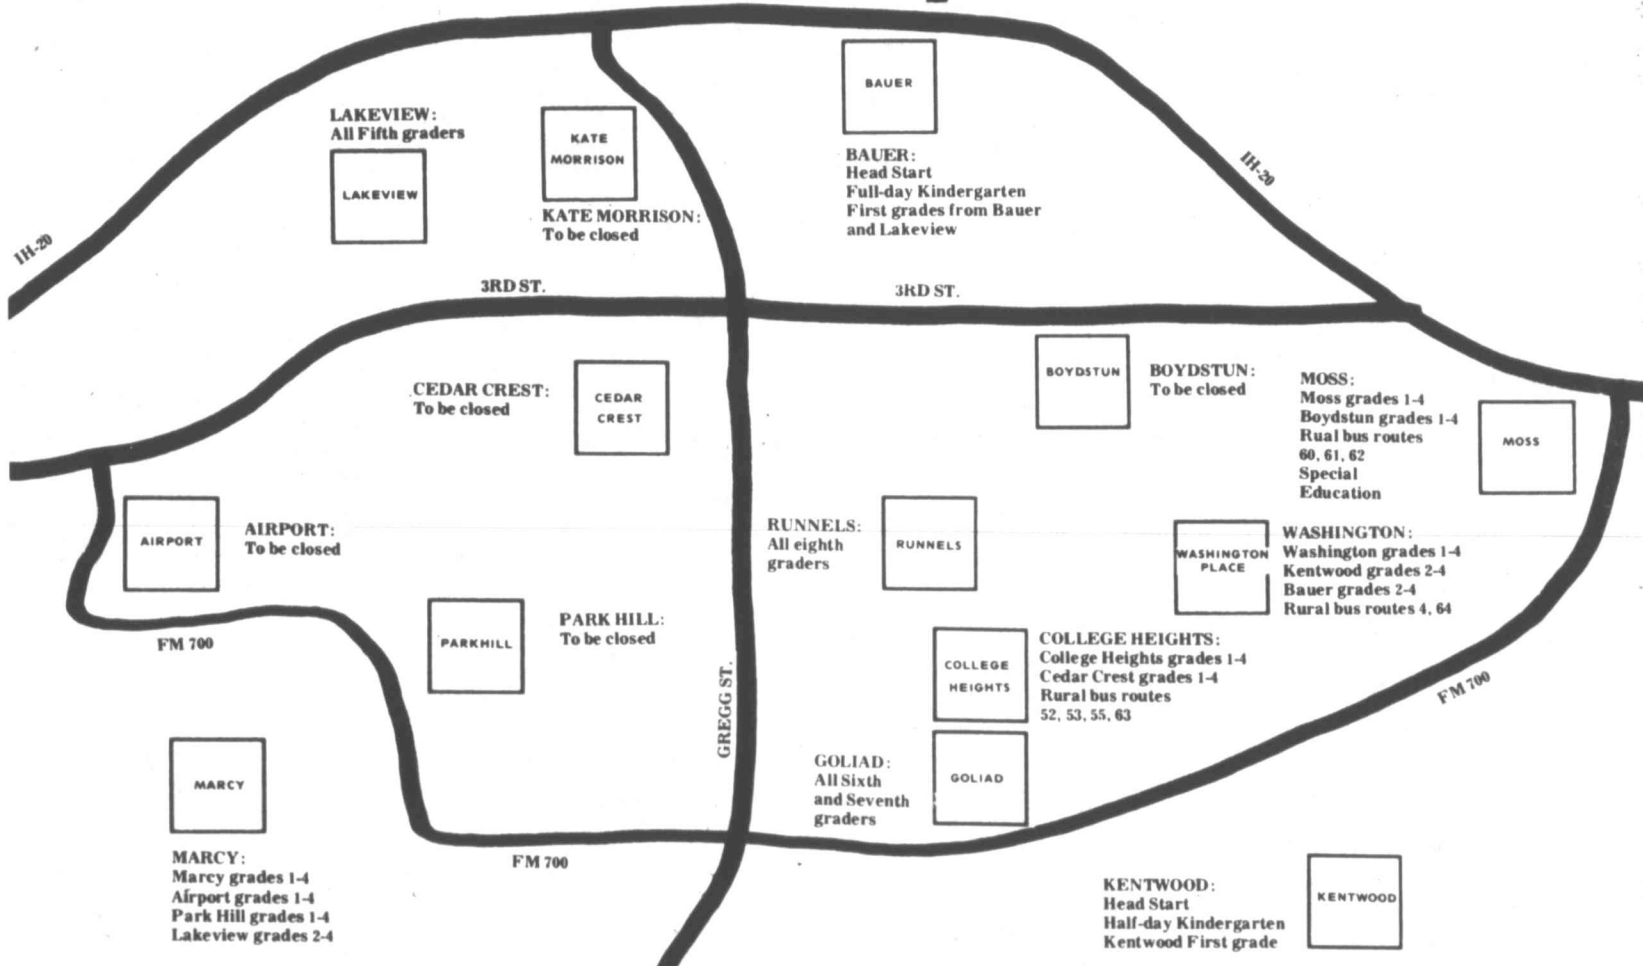 LAKEVIEW:
All Fifth graders
LAKEVIEW
KATE
MORRISON
KATE MORRISON:
To be closed
BAUER
BAUER:
Head Start
Full-day Kindergarten
First grades from Bauer
and Lakeview
IH-20
IH-20
3RD ST.
3RD ST.
CEDAR CREST:
To be closed
CEDAR
CREST
BOYDSTUN
BOYDSTUN:
To be closed
MOSS:
Moss grades 1-4
Boydstun grades 1-4
Rual bus routes
60, 61, 62
Special
Education
MOSS
AIRPORT
AIRPORT:
To be closed
RUNNELS:
All eighth
graders
RUNNELS
WASHINGTON
PLACE
WASHINGTON:
Washington grades 1-4
Kentwood grades 2-4
Bauer grades 2-4
Rural bus routes 4, 64
FM 700
PARKHILL
PARK HILL:
To be closed
GREGG ST.
COLLEGE
HEIGHTS
COLLEGE HEIGHTS:
College Heights grades 1-4
Cedar Crest grades 1-4
Rural bus routes
52, 53, 55, 63
FM 700
MARCY
MARCY:
Marcy grades 1-4
Airport grades 1-4
Park Hill grades 1-4
Lakeview grades 2-4
GOLIAD:
All Sixth
and Seventh
graders
GOLIAD
FM 700
KENTWOOD:
Head Start
Half-day Kindergarten
Kentwood First grade
KENTWOOD